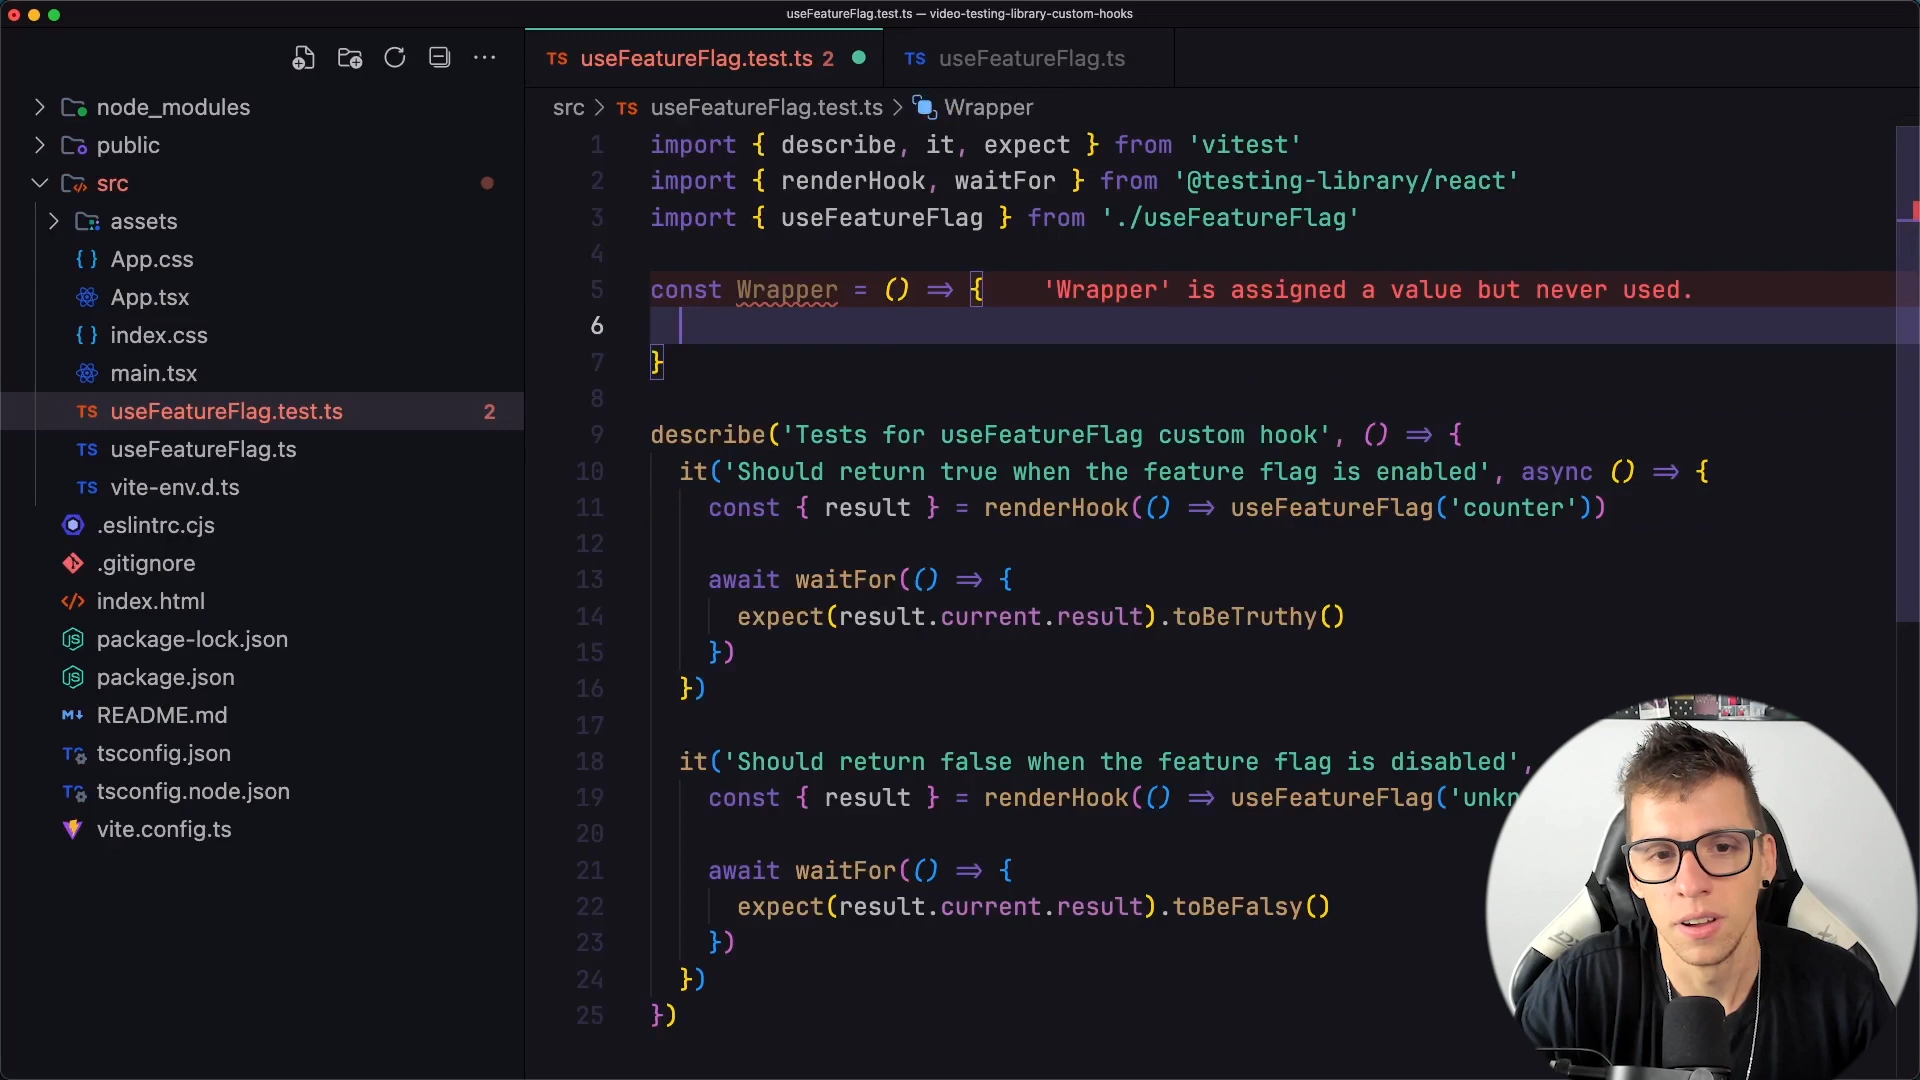 useFeatureFlag.test.ts — video-testing-library-custom-hooks
TS useFeatureFlag.test.ts 2
TS useFeatureFlag.ts
src > TS useFeatureFlag.test.ts > Wrapper
node_modules
public
src
assets
{ } App.css
App.tsx
{ } index.css
main.tsx
TS useFeatureFlag.test.ts 2
TS useFeatureFlag.ts
TS vite-env.d.ts
.eslintrc.cjs
.gitignore
index.html
package-lock.json
package.json
README.md
tsconfig.json
tsconfig.node.json
vite.config.ts
1 import { describe, it, expect } from 'vitest'
2 import { renderHook, waitFor } from '@testing-library/react'
3 import { useFeatureFlag } from './useFeatureFlag'
4
5 const Wrapper = () => { 'Wrapper' is assigned a value but never used.
6
7 }
8
9 describe('Tests for useFeatureFlag custom hook', () => {
10 it('Should return true when the feature flag is enabled', async () => {
11 const { result } = renderHook(() => useFeatureFlag('counter'))
12
13 await waitFor(() => {
14 expect(result.current.result).toBeTruthy()
15 })
16 })
17
18 it('Should return false when the feature flag is disabled',
19 const { result } = renderHook(() => useFeatureFlag('unkn
20
21 await waitFor(() => {
22 expect(result.current.result).toBeFalsy()
23 })
24 })
25 })